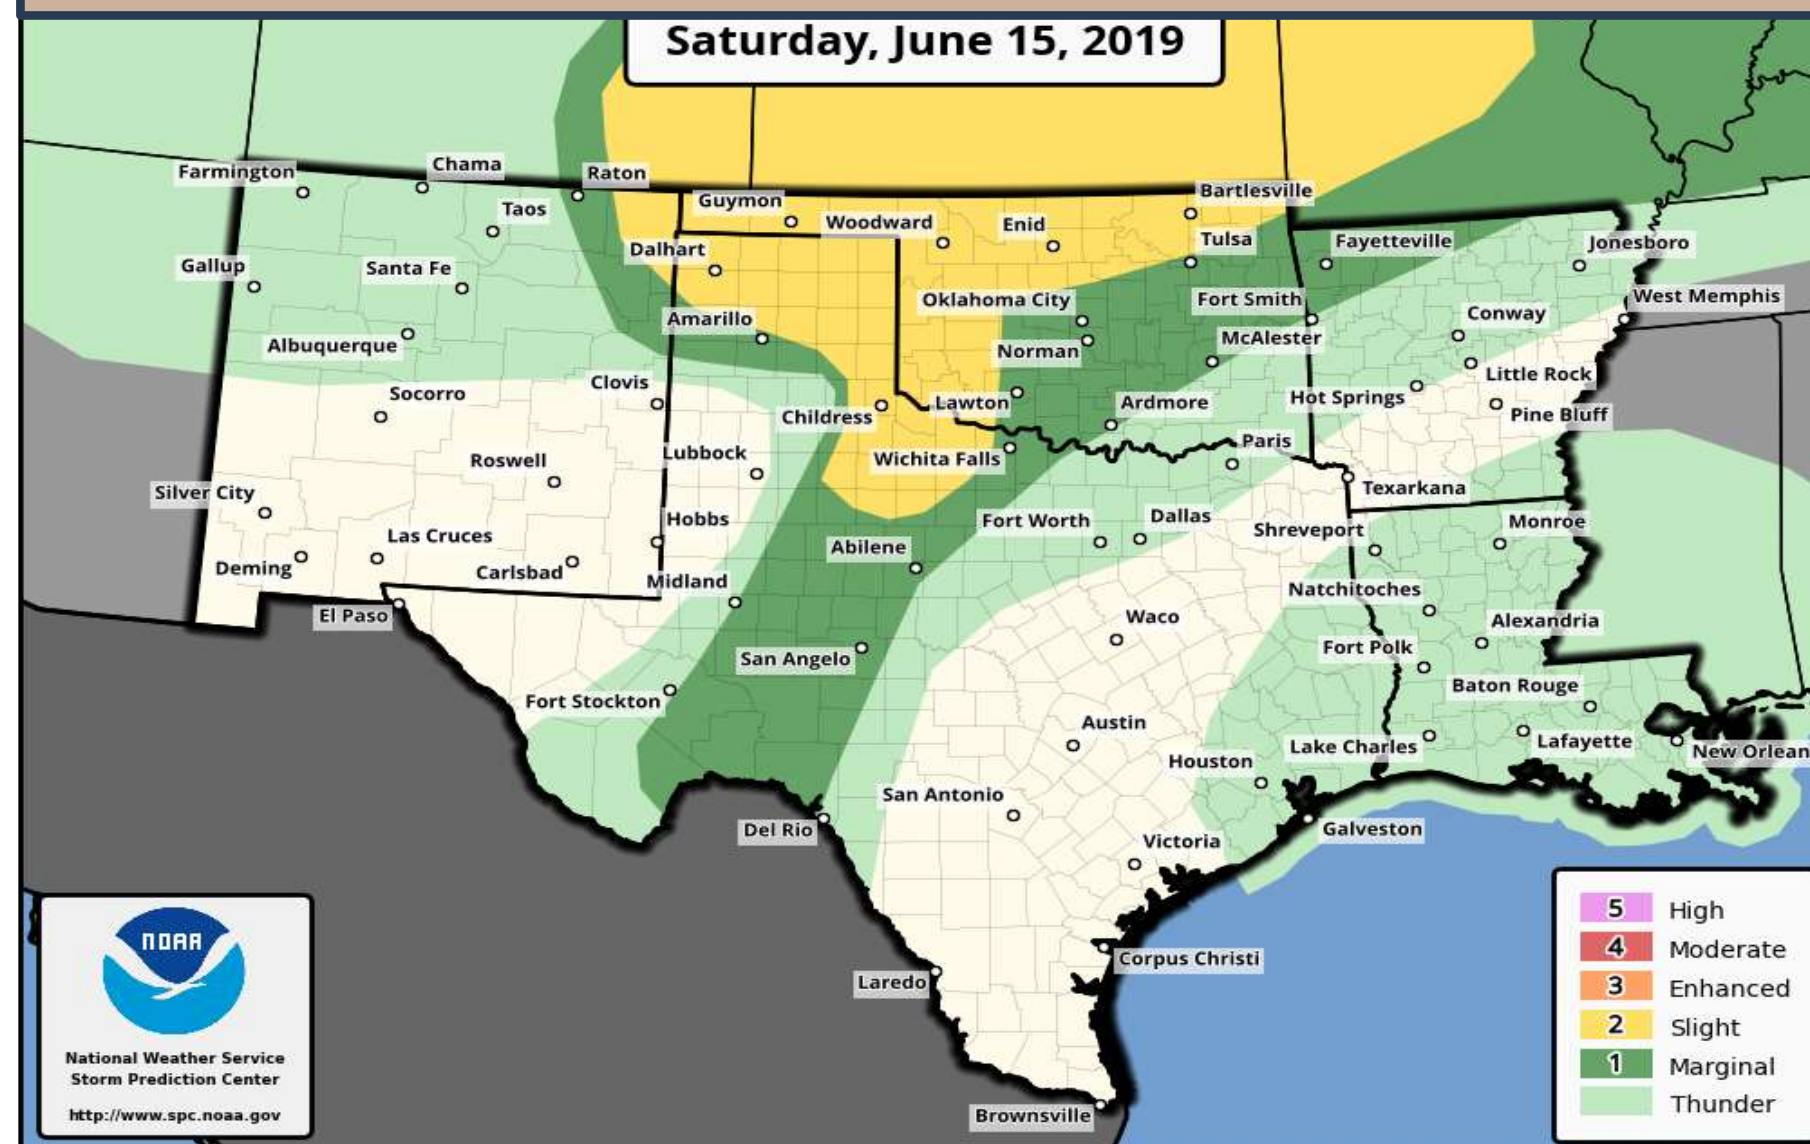 Saturday, June 15, 2019
Chama
Farmington
Raton
Guymon
Bartlesville
Taos
Woodward
Enid
Dalhart
Tulsa
Fayetteville
Jonesboro
Gallup
Santa Fe
Oklahoma City
Fort Smith
West Memphis
Amarillo
Conway
Albuquerque
Norman
McAlester
Socorro
Clovis
Little Rock
Childress
Lawton
Ardmore
Hot Springs
Pine Bluff
Roswell
Lubbock
Wichita Falls
Paris
Silver City
Texarkana
Hobbs
Fort Worth
Dallas
Shreveport
Monroe
Las Cruces
Abilene
Deming
Carlsbad
Midland
Natchitoches
El Paso
Waco
Alexandria
San Angelo
Fort Polk
Fort Stockton
Baton Rouge
Austin
Lake Charles
Lafayette
New Orlean
Houston
San Antonio
Del Rio
Galveston
Victoria
Corpus Christi
Laredo
Brownsville
NOAA
National Weather Service
Storm Prediction Center
http://www.spc.noaa.gov
5 High
4 Moderate
3 Enhanced
2 Slight
1 Marginal
Thunder